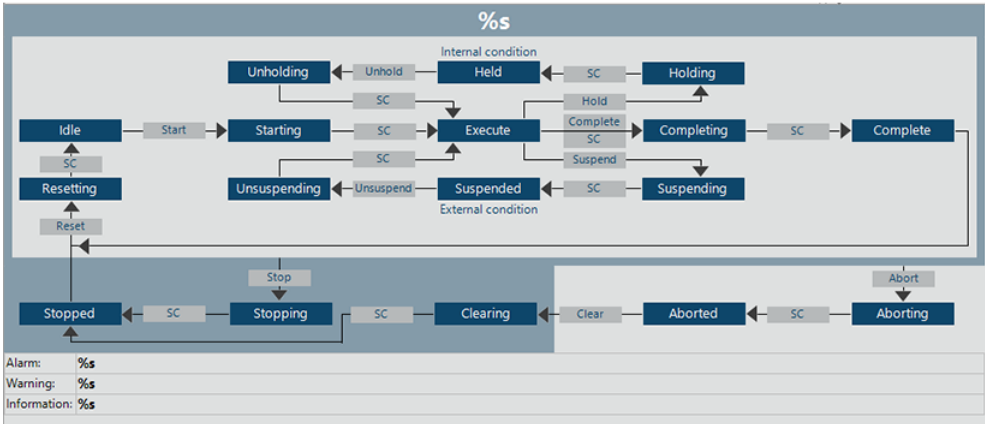 %s
Internal condition
Unholding Unhold Held SC Holding
SC Hold
Idle Start Starting SC Execute Complete SC Completing SC Complete
SC SC Suspend
Resetting Unsuspending Unsuspend Suspended SC Suspending
External condition
Reset
Stop Abort
Stopped SC Stopping SC Clearing Clear Aborted SC Aborting
Alarm: %s
Warning: %s
Information: %s